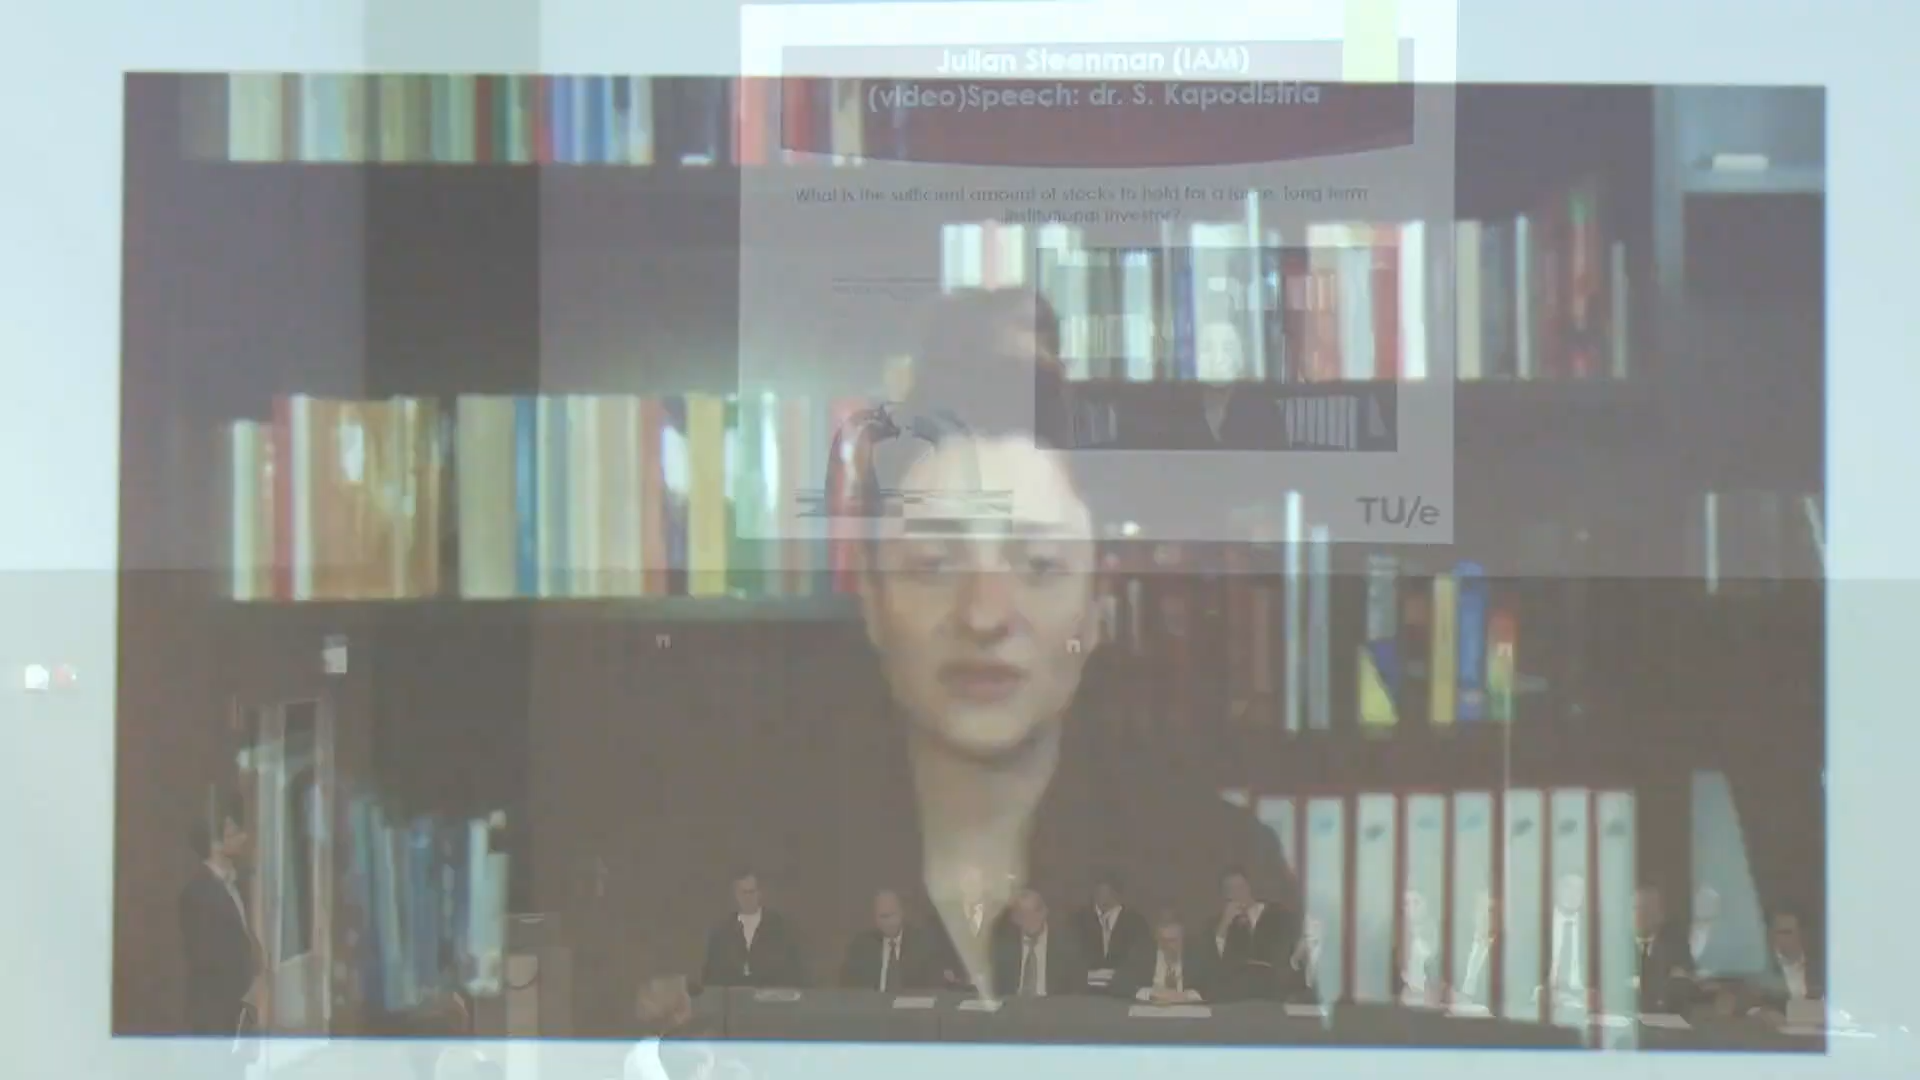 Julian Steenman (IAM)
(video)Speech: dr. S. Kapodistria
What is the sufficient amount of stocks to hold for a large, long term
institutional investor?
TU/e